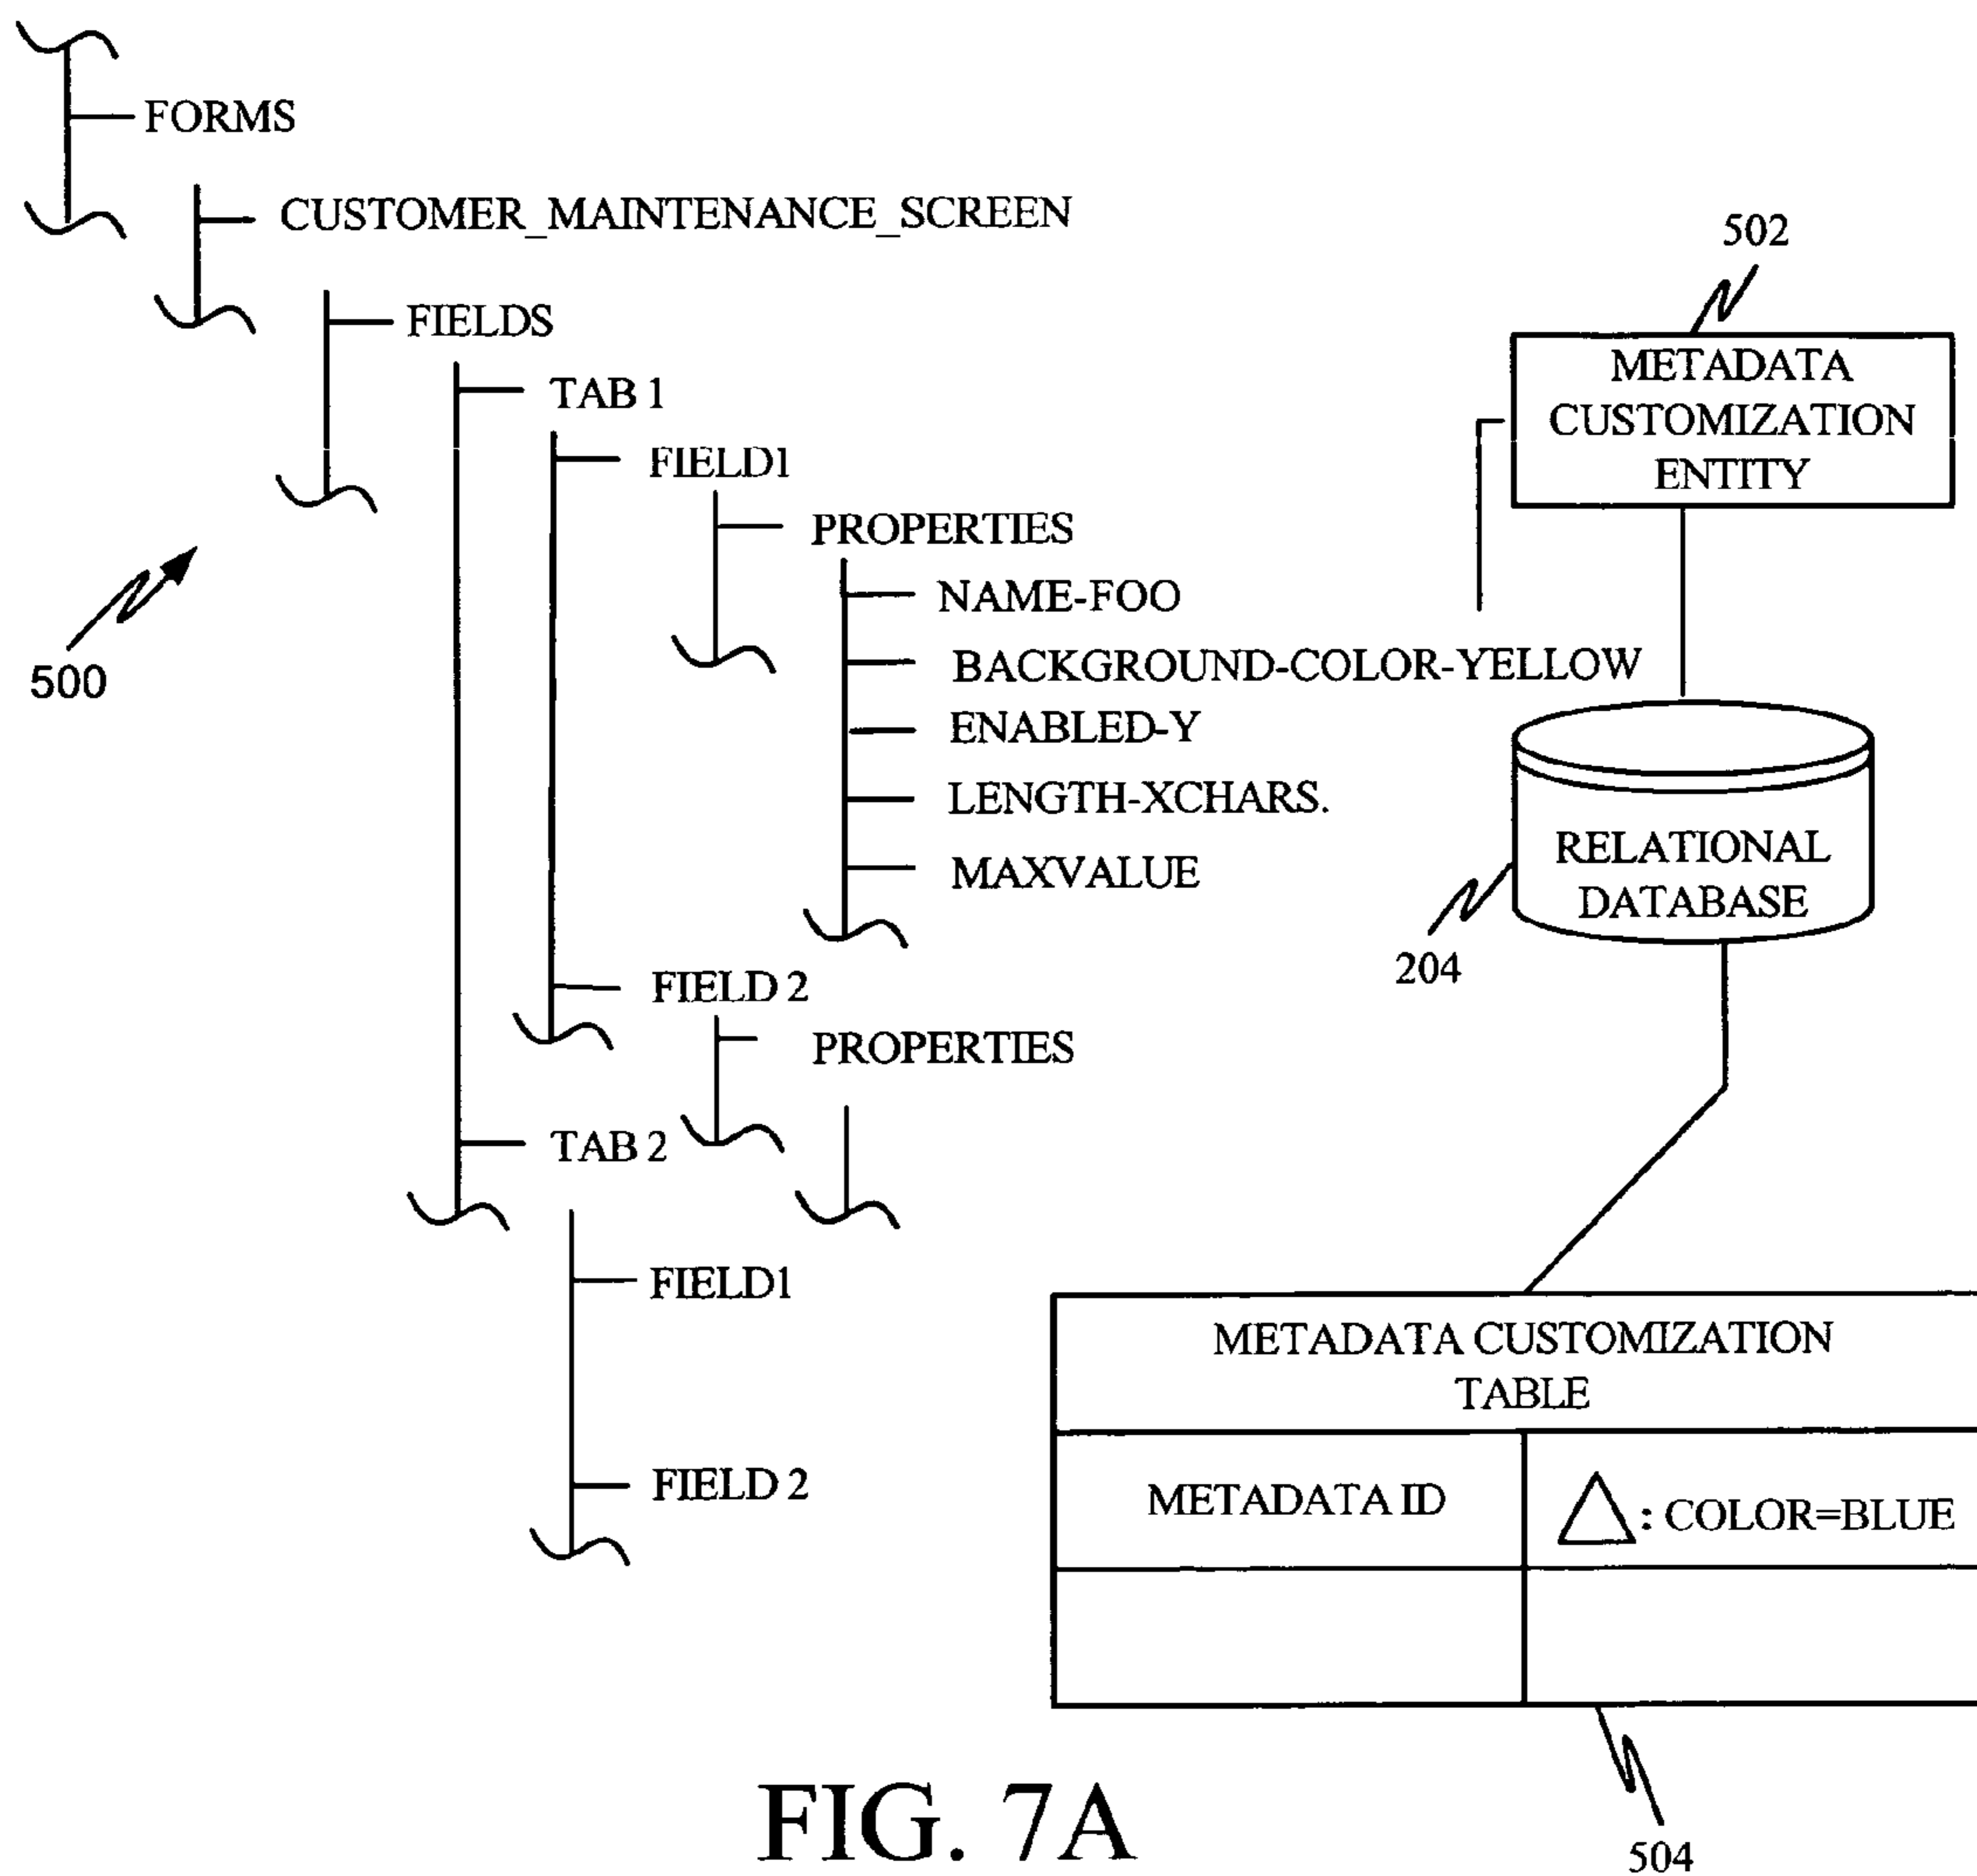 FORMS
CUSTOMER_MAINTENANCE_SCREEN
FIELDS
TAB 1
FIELD1
PROPERTIES
NAME-FOO
BACKGROUND-COLOR-YELLOW
ENABLED-Y
LENGTH-XCHARS.
MAXVALUE
FIELD 2
PROPERTIES
TAB 2
FIELD1
FIELD 2
500
502
METADATA
CUSTOMIZATION
ENTITY
RELATIONAL
DATABASE
204
METADATA CUSTOMIZATION
TABLE
METADATA ID
△: COLOR=BLUE
504
FIG. 7A